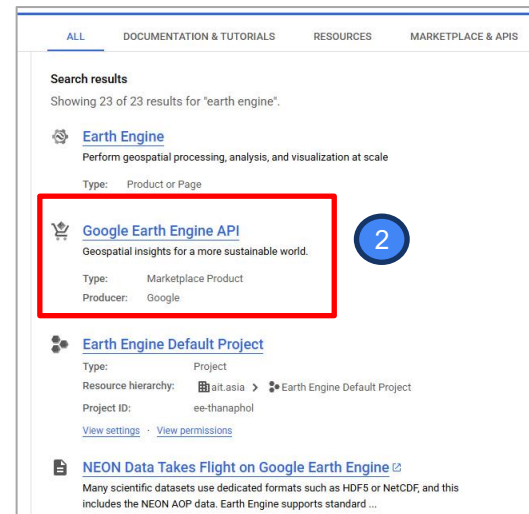 ALL DOCUMENTATION & TUTORIALS RESOURCES MARKETPLACE & APIS
Search results
Showing 23 of 23 results for "earth engine".
Earth Engine
Perform geospatial processing, analysis, and visualization at scale
Type: Product or Page
Google Earth Engine API
Geospatial insights for a more sustainable world.
2
Type: Marketplace Product
Producer: Google
Earth Engine Default Project
Type: Project
Resource hierarchy: ait.asia > Earth Engine Default Project
Project ID: ee-thanaphol
View settings · View permissions
NEON Data Takes Flight on Google Earth Engine
Many scientific datasets use dedicated formats such as HDF5 or NetCDF, and this
includes the NEON AOP data. Earth Engine supports standard ...